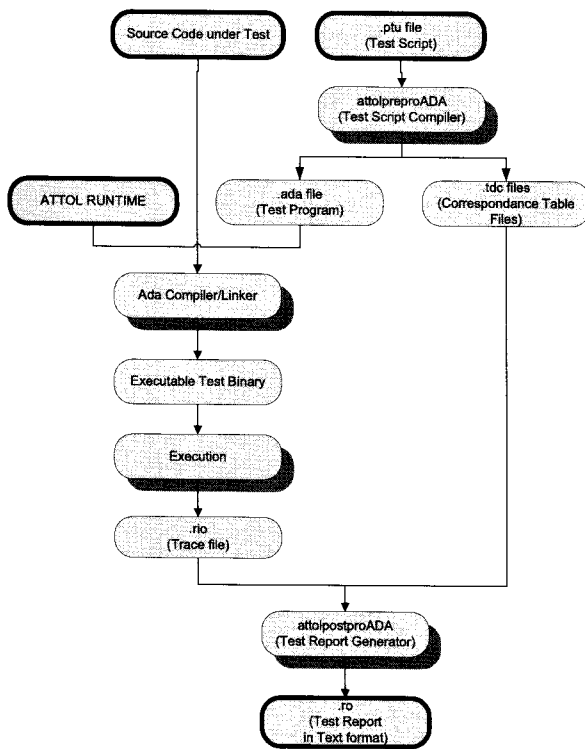 Source Code under Test
.ptu file
(Test Script)
attolpreproADA
(Test Script Compiler)
ATTOL RUNTIME
.ada file
(Test Program)
.tdc files
(Correspondance Table
Files)
Ada Compiler/Linker
Executable Test Binary
Execution
.rio
(Trace file)
attolpostproADA
(Test Report Generator)
.ro
(Test Report
in Text format)